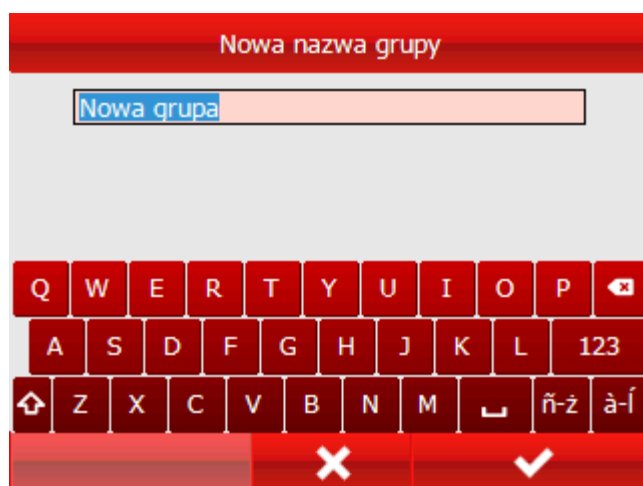 Nowa nazwa grupy
Nowa grupa
Q W E R T Y U I O P
A S D F G H J K L 123
Z X C V B N M ñ-ż à-Í